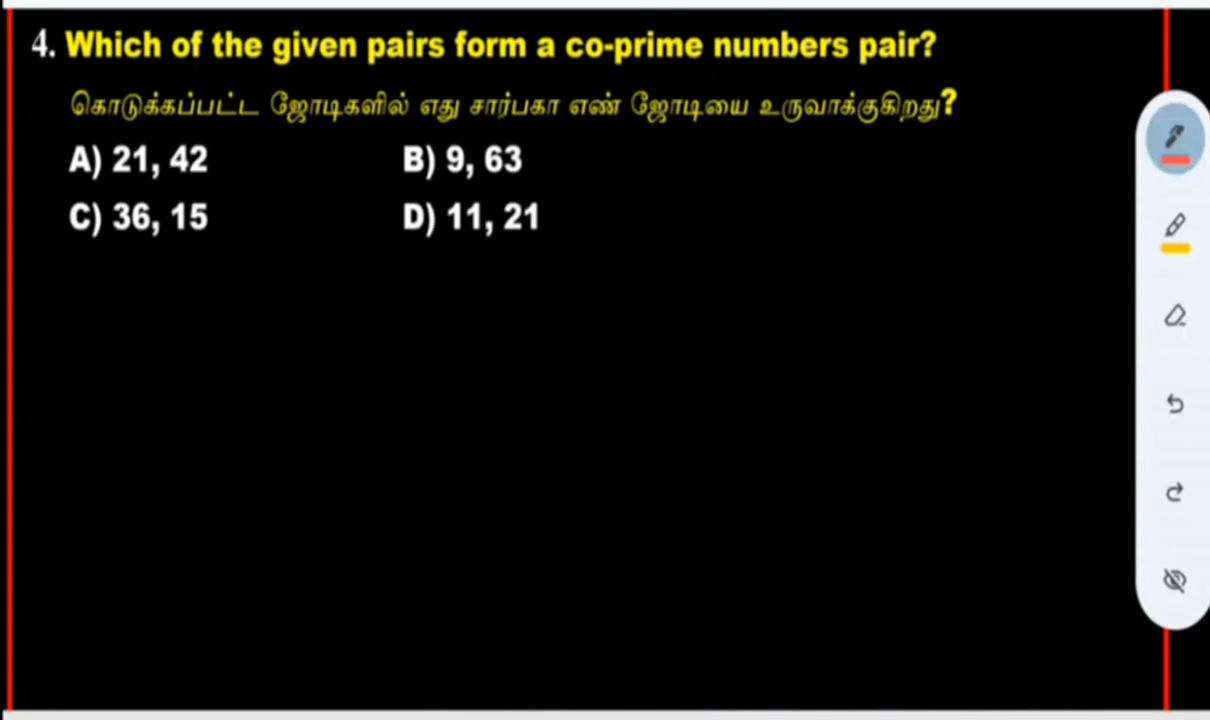 4. Which of the given pairs form a co-prime numbers pair?
கொடுக்கப்பட்ட ஜோடிகளில் எது சார்பகா எண் ஜோடியை உருவாக்குகிறது?
A) 21, 42 B) 9, 63
C) 36, 15 D) 11, 21